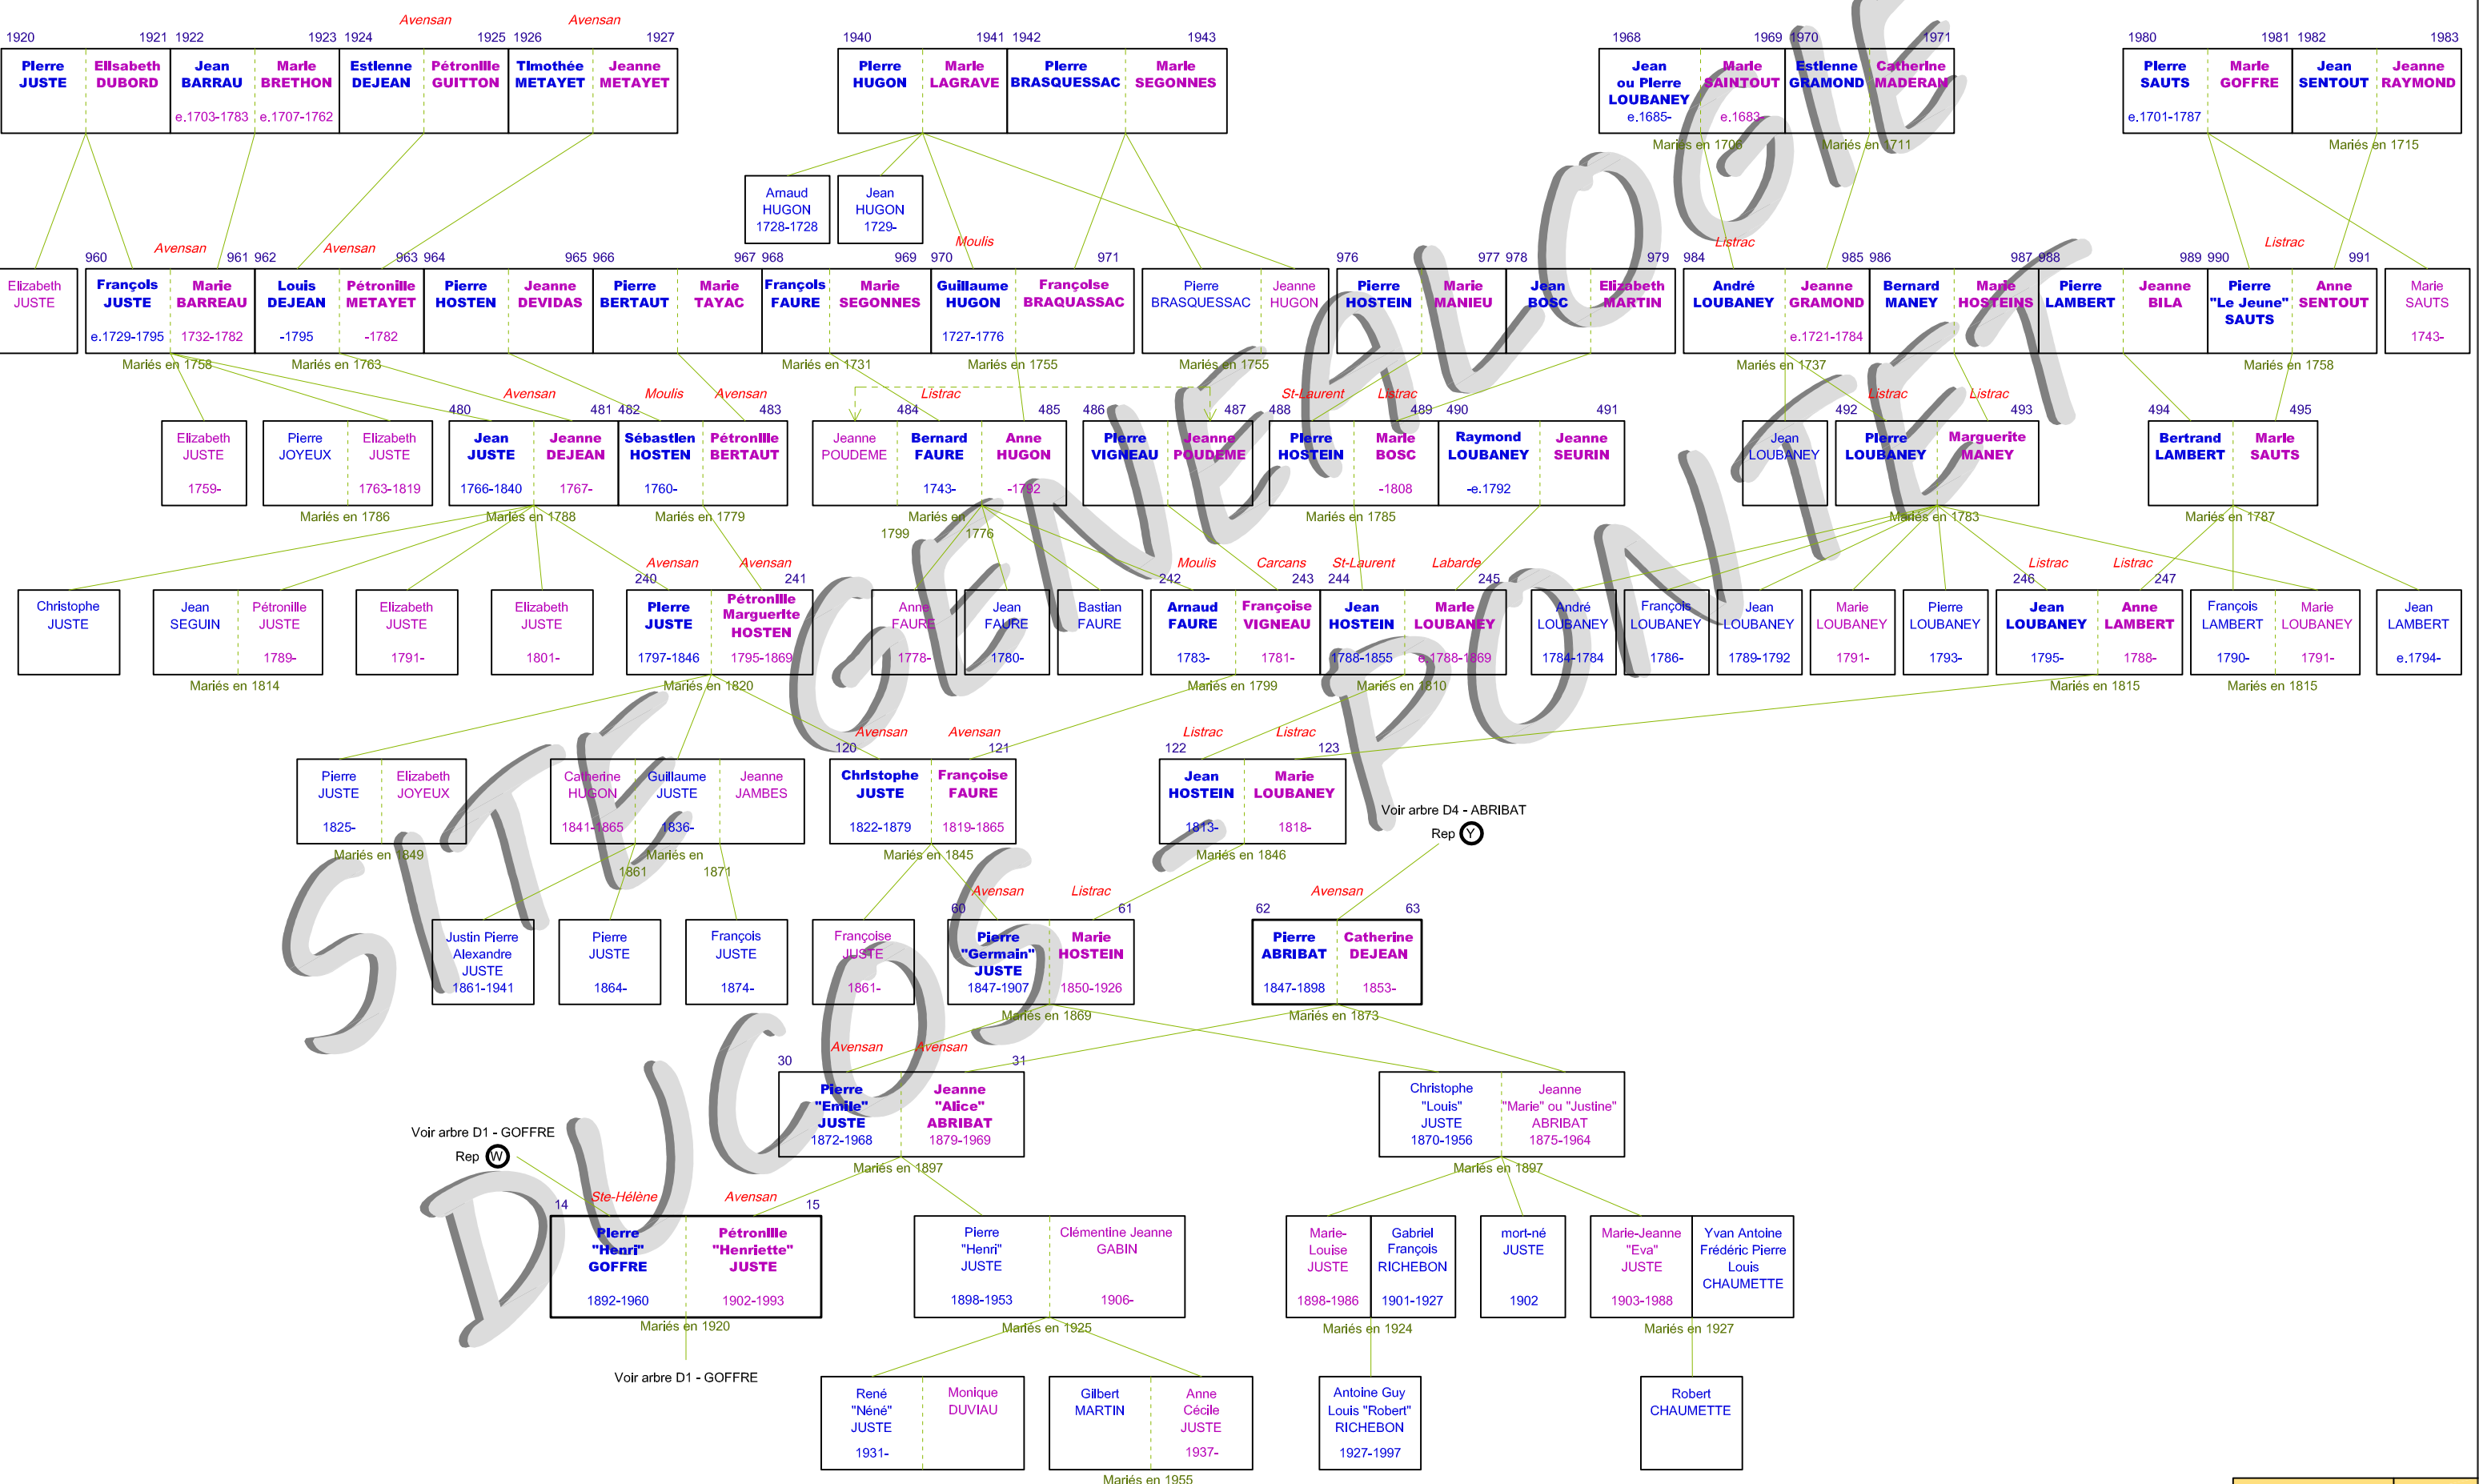 Avensan Avensan
1920 1921 1922 1923 1924 1925 1926 1927 1940 1941 1942 1943 1968 1969 1970 1971 1980 1981 1982 1983
Pierre JUSTE
Elisabeth DUBORD
Jean BARRAU e.1703-1783
Marie BRETHON e.1707-1762
Estienne DEJEAN
Pétronille GUITTON
Timothée METAYET
Jeanne METAYET
Pierre HUGON
Marie LAGRAVE
Pierre BRASQUESSAC
Marie SEGONNES
Jean ou Pierre LOUBANEY e.1685-
Marie SAINTOUT e.1683-
Estienne GRAMOND
Catherine MADERAN
Pierre SAUTS e.1701-1787
Marie GOFFRE
Jean SENTOUT
Jeanne RAYMOND
Mariés en 1706
Mariés en 1711
Mariés en 1715
Arnaud HUGON 1728-1728
Jean HUGON 1729-
Avensan Avensan Moulis Listrac Listrac
960 961 962 963 964 965 966 967 968 969 970 971 976 977 978 979 984 985 986 987 988 989 990 991
Elizabeth JUSTE
François JUSTE e.1729-1795
Marie BARREAU 1732-1782
Louis DEJEAN -1795
Pétronille METAYET -1782
Pierre HOSTEN
Jeanne DEVIDAS
Pierre BERTAUT
Marie TAYAC
François FAURE
Marie SEGONNES
Guillaume HUGON 1727-1776
Françoise BRAQUASSAC
Pierre BRASQUESSAC
Jeanne HUGON
Pierre HOSTEIN
Marie MANIEU
Jean BOSC
Elizabeth MARTIN
André LOUBANEY
Jeanne GRAMOND e.1721-1784
Bernard MANEY
Marie HOSTEINS
Pierre LAMBERT
Jeanne BILA
Pierre "Le Jeune" SAUTS
Anne SENTOUT
Marie SAUTS 1743-
Mariés en 1758
Mariés en 1763
Mariés en 1731
Mariés en 1755
Mariés en 1755
Mariés en 1737
Mariés en 1758
Avensan Moulis Avensan Listrac St-Laurent Listrac Listrac Listrac
480 481 482 483 484 485 486 487 488 489 490 491 492 493 494 495
Elizabeth JUSTE 1759-
Pierre JOYEUX
Elizabeth JUSTE 1763-1819
Jean JUSTE 1766-1840
Jeanne DEJEAN 1767-
Sébastien HOSTEN 1760-
Pétronille BERTAUT
Jeanne POUDEME
Bernard FAURE 1743-
Anne HUGON -1792
Pierre VIGNEAU
Jeanne POUDEME
Pierre HOSTEIN
Marie BOSC -1808
Raymond LOUBANEY -e.1792
Jeanne SEURIN
Jean LOUBANEY
Pierre LOUBANEY
Marguerite MANEY
Bertrand LAMBERT
Marie SAUTS
Mariés en 1786
Mariés en 1788
Mariés en 1779
Mariés en
1799 1776
Mariés en 1785
Mariés en 1783
Mariés en 1787
Avensan Avensan Moulis Carcans St-Laurent Labarde Listrac Listrac
240 241 242 243 244 245 246 247
Christophe JUSTE
Jean SEGUIN
Pétronille JUSTE 1789-
Elizabeth JUSTE 1791-
Elizabeth JUSTE 1801-
Pierre JUSTE 1797-1846
Pétronille Marguerite HOSTEN 1795-1869
Anne FAURE 1778-
Jean FAURE 1780-
Bastian FAURE
Arnaud FAURE 1783-
Françoise VIGNEAU 1781-
Jean HOSTEIN 1788-1855
Marie LOUBANEY e.1788-1869
André LOUBANEY 1784-1784
François LOUBANEY 1786-
Jean LOUBANEY 1789-1792
Marie LOUBANEY 1791-
Pierre LOUBANEY 1793-
Jean LOUBANEY 1795-
Anne LAMBERT 1788-
François LAMBERT 1790-
Marie LOUBANEY 1791-
Jean LAMBERT e.1794-
Mariés en 1814
Mariés en 1820
Mariés en 1799
Mariés en 1810
Mariés en 1815
Mariés en 1815
Avensan Avensan Listrac Listrac
120 121 122 123
Pierre JUSTE 1825-
Elizabeth JOYEUX
Catherine HUGON 1841-1865
Guillaume JUSTE 1836-
Jeanne JAMBES
Christophe JUSTE 1822-1879
Françoise FAURE 1819-1865
Jean HOSTEIN 1813-
Marie LOUBANEY 1818-
Voir arbre D4 - ABRIBAT
Rep Y
Mariés en 1849
Mariés en
1861 1871
Mariés en 1845
Mariés en 1846
Avensan Listrac Avensan
60 61 62 63
Justin Pierre Alexandre JUSTE 1861-1941
Pierre JUSTE 1864-
François JUSTE 1874-
Françoise JUSTE 1861-
Pierre "Germain" JUSTE 1847-1907
Marie HOSTEIN 1850-1926
Pierre ABRIBAT 1847-1898
Catherine DEJEAN 1853-
Mariés en 1869
Mariés en 1873
Avensan Avensan
30 31
Pierre "Emile" JUSTE 1872-1968
Jeanne "Alice" ABRIBAT 1879-1969
Christophe "Louis" JUSTE 1870-1956
Jeanne "Marie" ou "Justine" ABRIBAT 1875-1964
Voir arbre D1 - GOFFRE
Rep W
Mariés en 1897
Mariés en 1897
Ste-Hélène Avensan
14 15
Pierre "Henri" GOFFRE 1892-1960
Pétronille "Henriette" JUSTE 1902-1993
Pierre "Henri" JUSTE 1898-1953
Clémentine Jeanne GABIN 1906-
Marie-Louise JUSTE 1898-1986
Gabriel François RICHEBON 1901-1927
mort-né JUSTE 1902
Marie-Jeanne "Eva" JUSTE 1903-1988
Yvan Antoine Frédéric Pierre Louis CHAUMETTE
Mariés en 1920
Mariés en 1925
Mariés en 1924
Mariés en 1927
Voir arbre D1 - GOFFRE
René "Néné" JUSTE 1931-
Monique DUVIAU
Gilbert MARTIN
Anne Cécile JUSTE 1937-
Antoine Guy Louis "Robert" RICHEBON 1927-1997
Robert CHAUMETTE
Mariés en 1955
SITE GENEALOGIE
DUCOS - PONTET